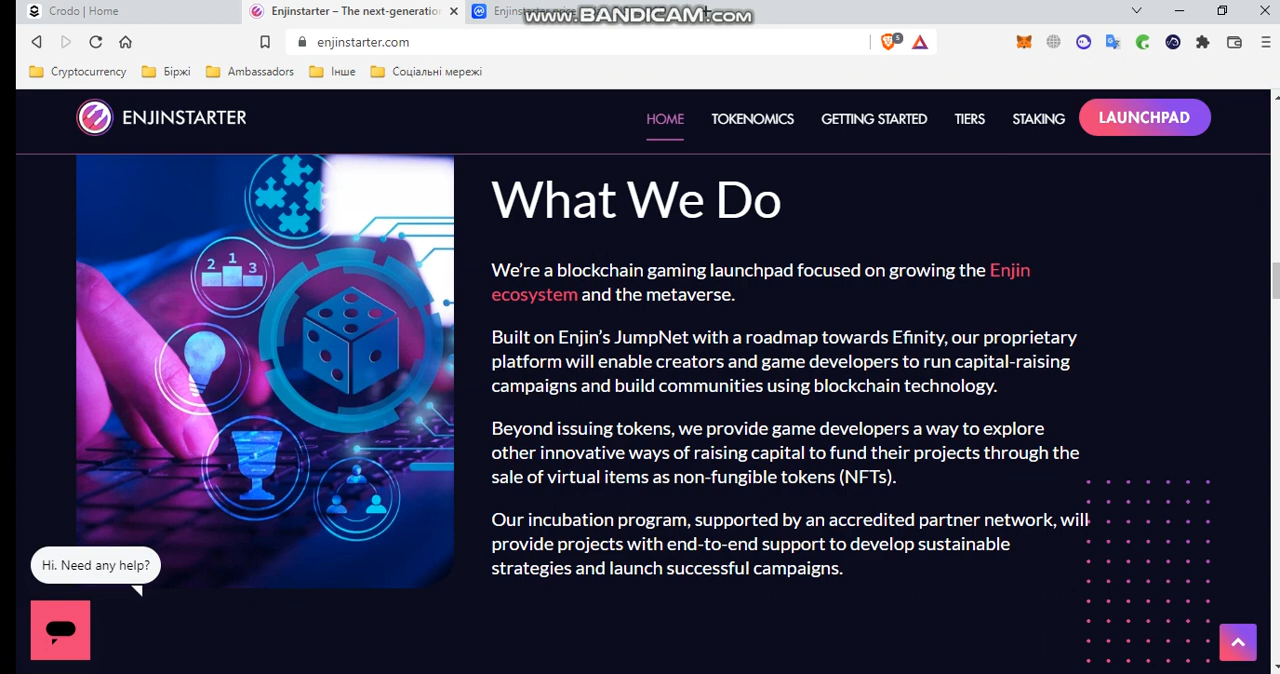 Crodo | Home
Enjinstarter – The next-generation
Enjinstarter
www.BANDICAM.com
enjinstarter.com
5
Cryptocurrency
Біржі
Ambassadors
Інше
Соціальні мережі
ENJINSTARTER
HOME
TOKENOMICS
GETTING STARTED
TIERS
STAKING
LAUNCHPAD
2 1 3
What We Do
We’re a blockchain gaming launchpad focused on growing the Enjin
ecosystem and the metaverse.
Built on Enjin’s JumpNet with a roadmap towards Efinity, our proprietary
platform will enable creators and game developers to run capital-raising
campaigns and build communities using blockchain technology.
Beyond issuing tokens, we provide game developers a way to explore
other innovative ways of raising capital to fund their projects through the
sale of virtual items as non-fungible tokens (NFTs).
Our incubation program, supported by an accredited partner network, will
provide projects with end-to-end support to develop sustainable
strategies and launch successful campaigns.
Hi. Need any help?